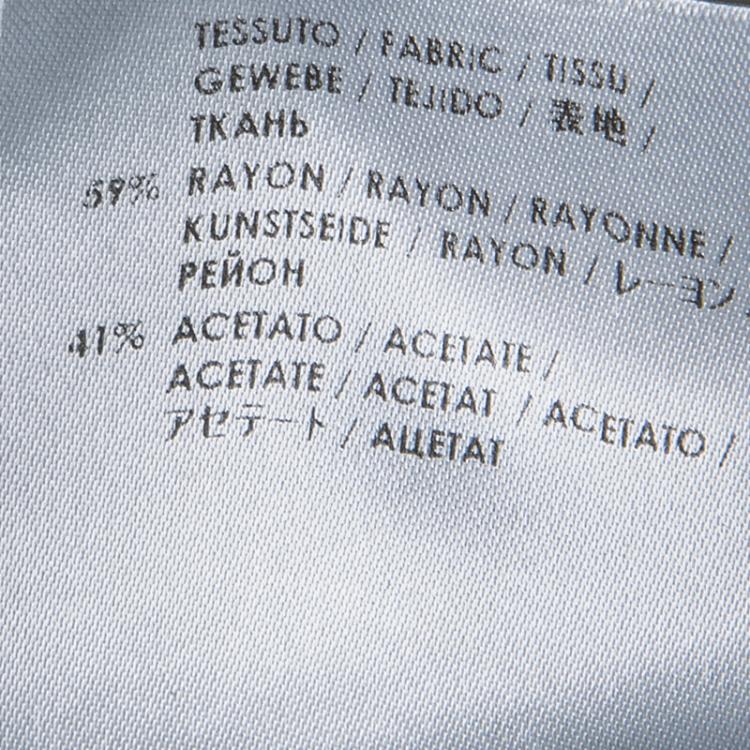 TESSUTO / FABRIC / TISSU /
GEWEBE / TEJIDO / 表地 /
ТКАНЬ
59% RAYON / RAYON / RAYONNE /
KUNSTSEIDE / RAYON / レーヨン
РЕЙОН
41% ACETATO / ACETATE /
ACETATE / ACETAT / ACETATO /
アセテート / АЦЕТАТ